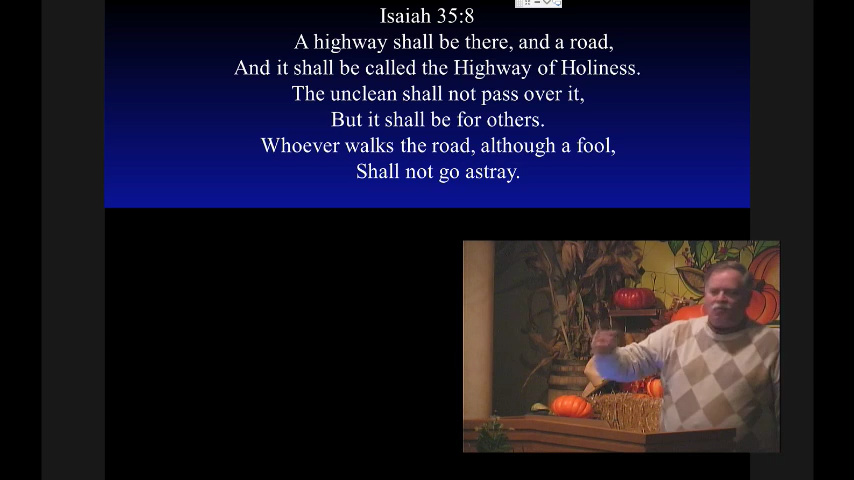 Isaiah 35:8
A highway shall be there, and a road,
And it shall be called the Highway of Holiness.
The unclean shall not pass over it,
But it shall be for others.
Whoever walks the road, although a fool,
Shall not go astray.